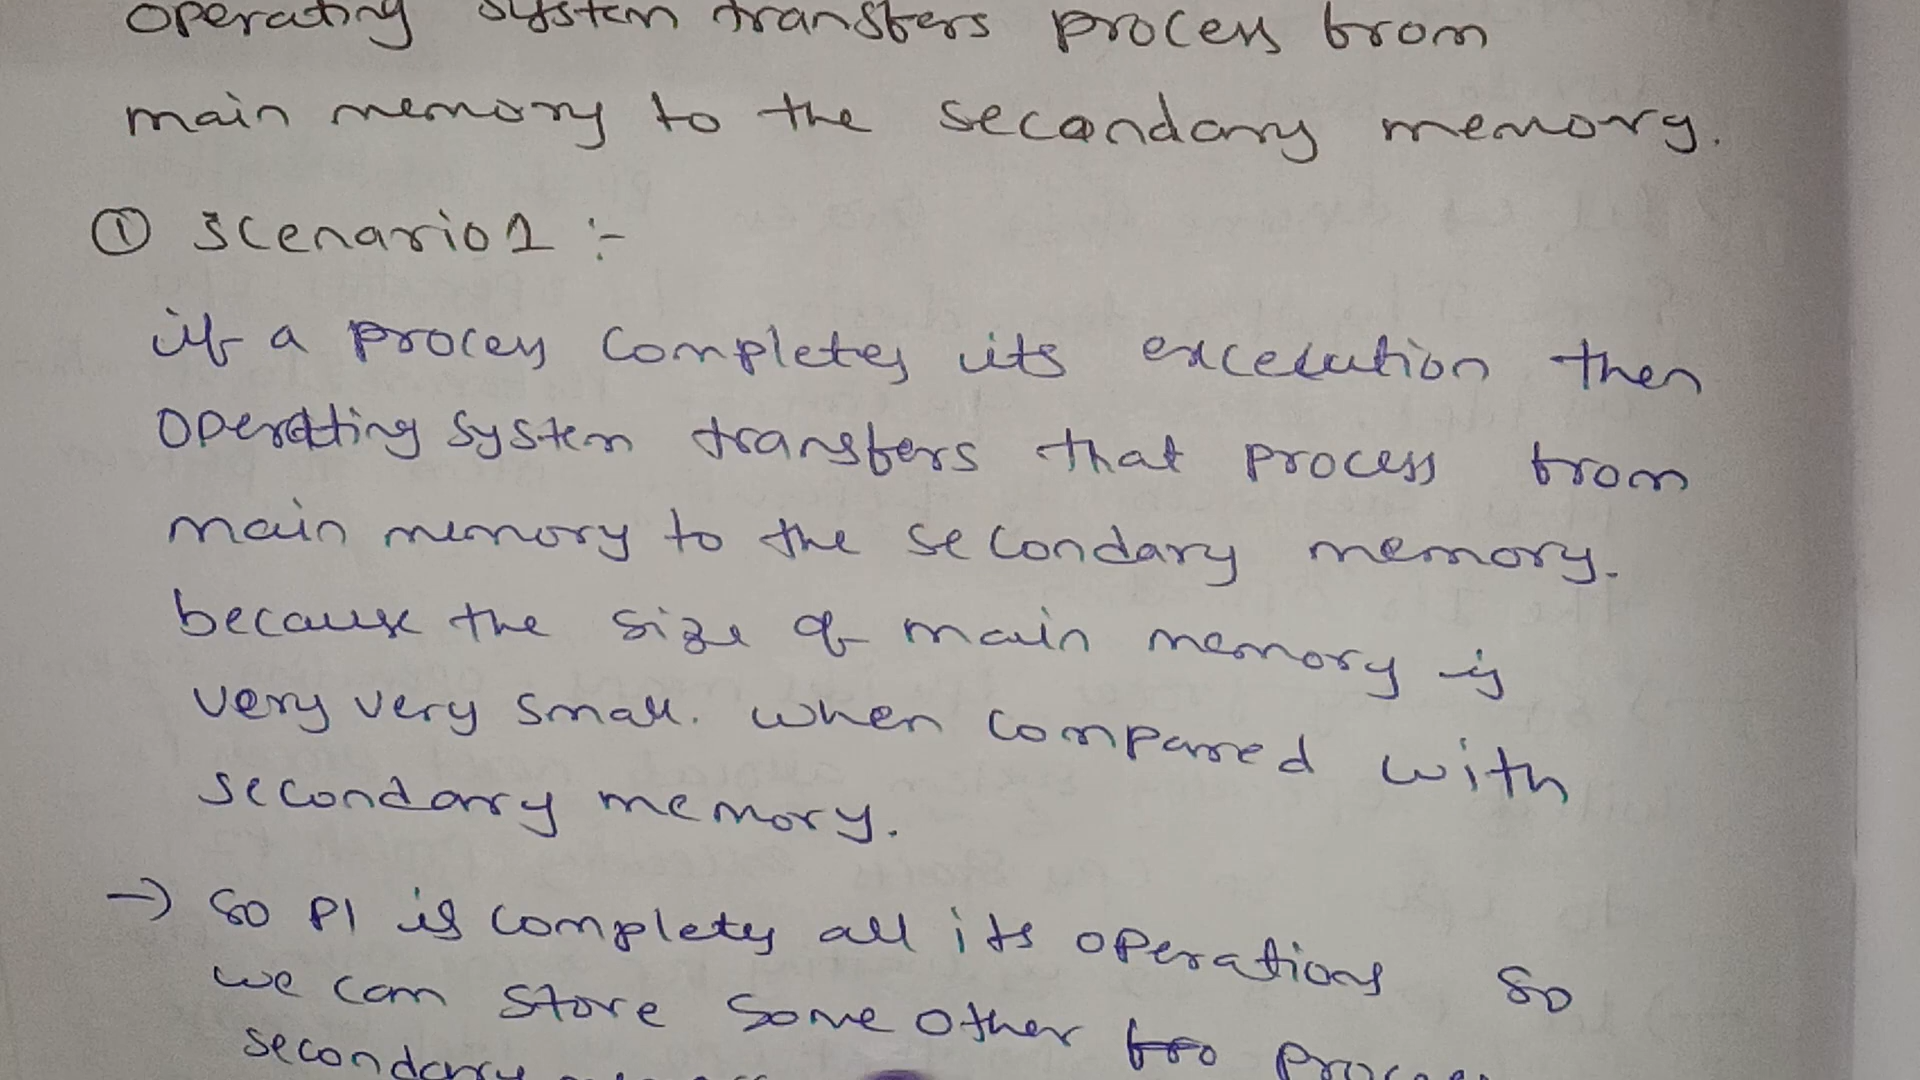 operating system transfers process from
main memory to the secondary memory.
① Scenario 1 :-
if a process completes its excecution then
operating system transfers that process from
main memory to the secondary memory.
because the size of main memory is
very very small. when compared with
secondary memory.
→ so P1 is completes all its operations so
we can store some other process
secondary